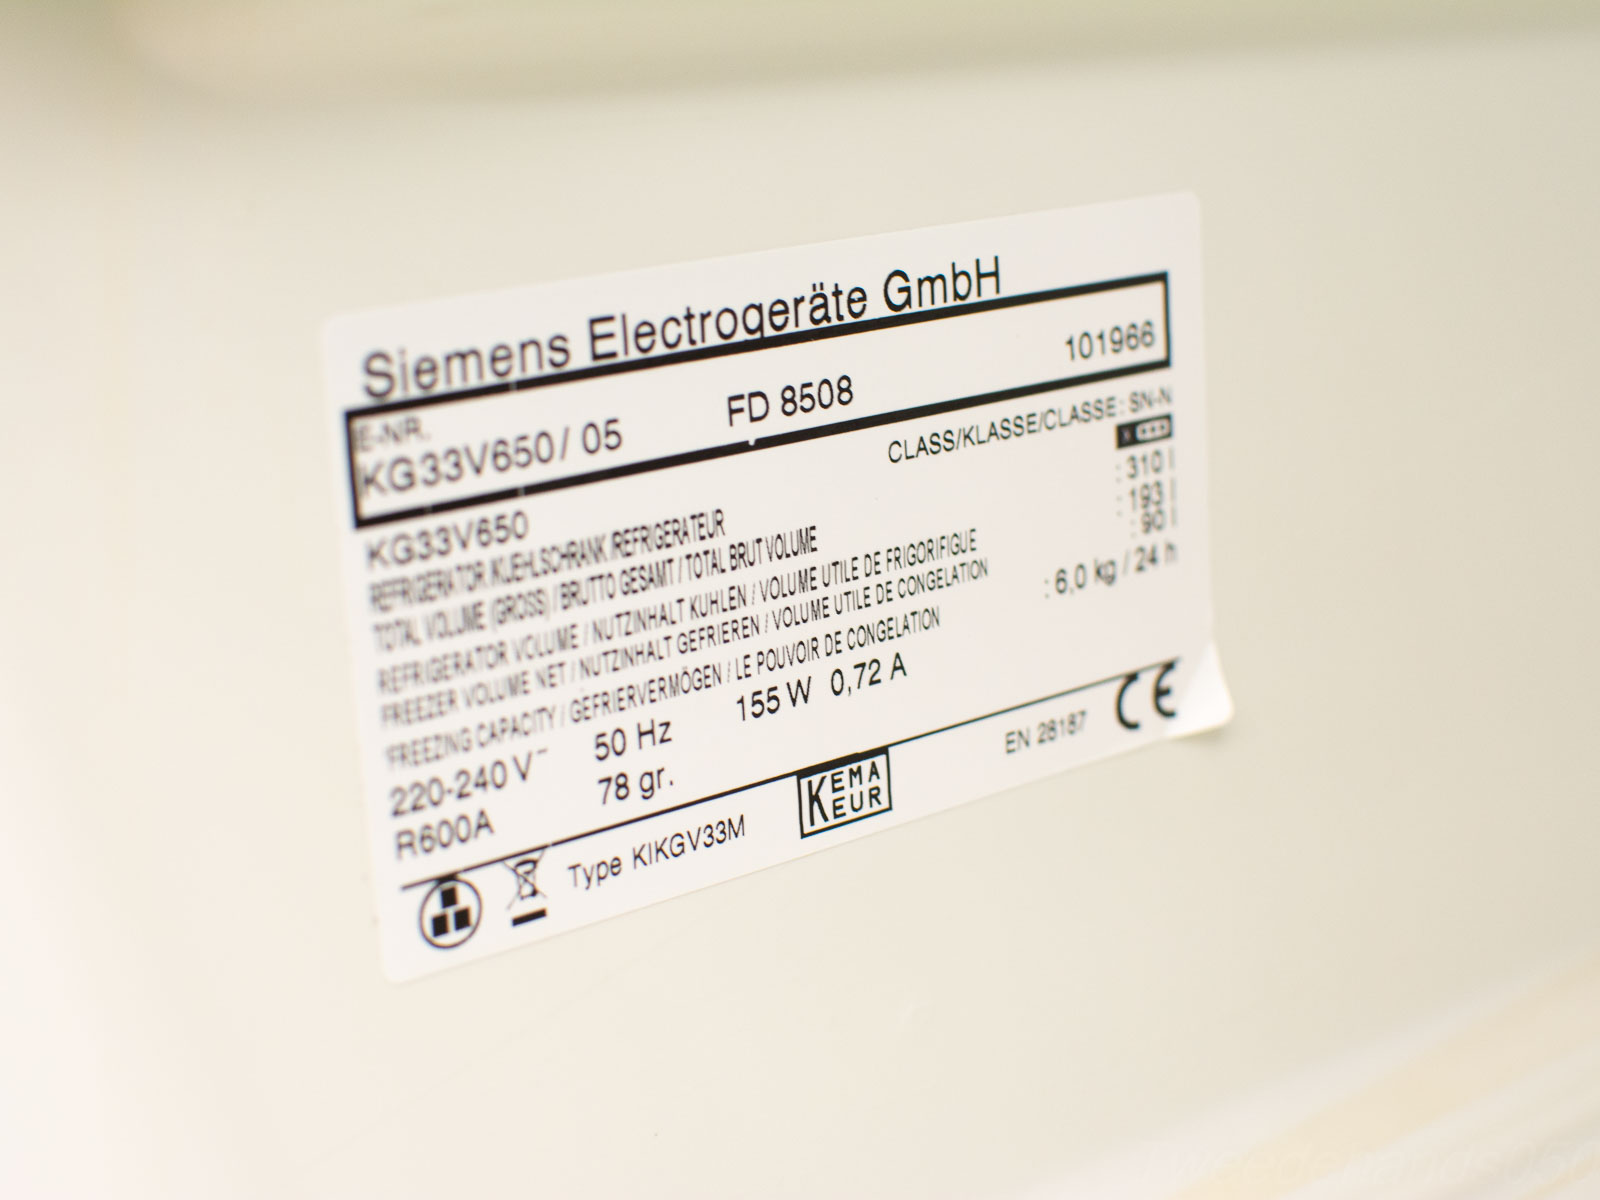 Siemens Electrogeräte GmbH
E-NR.
KG33V650/ 05 FD 8508 101966
KG33V650 CLASS/KLASSE/CLASSE: SN-N
REFRIGERATOR /KUEHLSCHRANK /REFRIGERATEUR
TOTAL VOLUME (GROSS) / BRUTTO GESAMT / TOTAL BRUT VOLUME : 310 l
REFRIGERATOR VOLUME / NUTZINHALT KUHLEN / VOLUME UTILE DE FRIGORIFIGUE : 193 l
FREEZER VOLUME NET / NUTZINHALT GEFRIEREN / VOLUME UTILE DE CONGELATION : 90 l
FREEZING CAPACITY / GEFRIERVERMÖGEN / LE POUVOIR DE CONGELATION : 6,0 kg / 24 h
220-240 V~ 50 Hz 155 W 0,72 A
R600A 78 gr.
Type KIKGV33M
KEMA
KEUR
EN 28187
CE